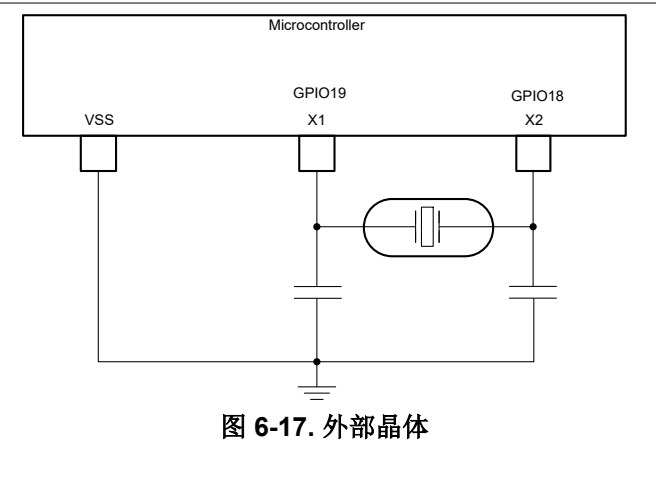 Microcontroller
GPIO19
GPIO18
VSS
X1
X2
图 6-17. 外部晶体